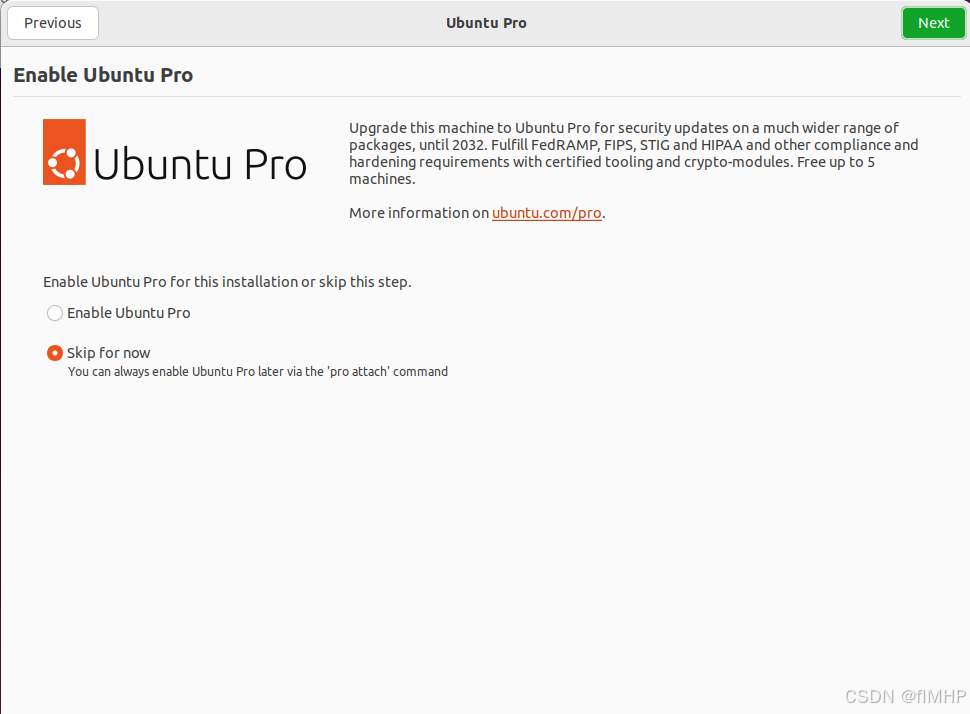 Previous
Ubuntu Pro
Next
Enable Ubuntu Pro
Ubuntu Pro
Upgrade this machine to Ubuntu Pro for security updates on a much wider range of
packages, until 2032. Fulfill FedRAMP, FIPS, STIG and HIPAA and other compliance and
hardening requirements with certified tooling and crypto-modules. Free up to 5
machines.
More information on ubuntu.com/pro.
Enable Ubuntu Pro for this installation or skip this step.
Enable Ubuntu Pro
Skip for now
You can always enable Ubuntu Pro later via the 'pro attach' command
CSDN @flMHP